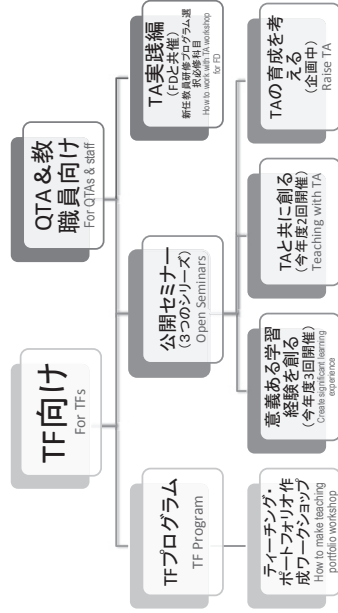 TF向け
For TFs
QTA＆教
職員向け
For QTAs & staff
TFプログラム
TF Program
公開セミナー
（3つのシリーズ）
Open Seminars
TA実践編
（FDと共催）
新任教員研修プログラム選
択必修科目
How to work with TA workshop
for FD
ティーチング・
ポートフォリオ作
成ワークショップ
How to make teaching
portfolio workshop
意義ある学習
経験を創る
（今年度3回開催）
Create significant learning
experience
TAと共に創る
（今年度2回開催）
Teaching with TA
TAの育成を考
える
（企画中）
Raise TA